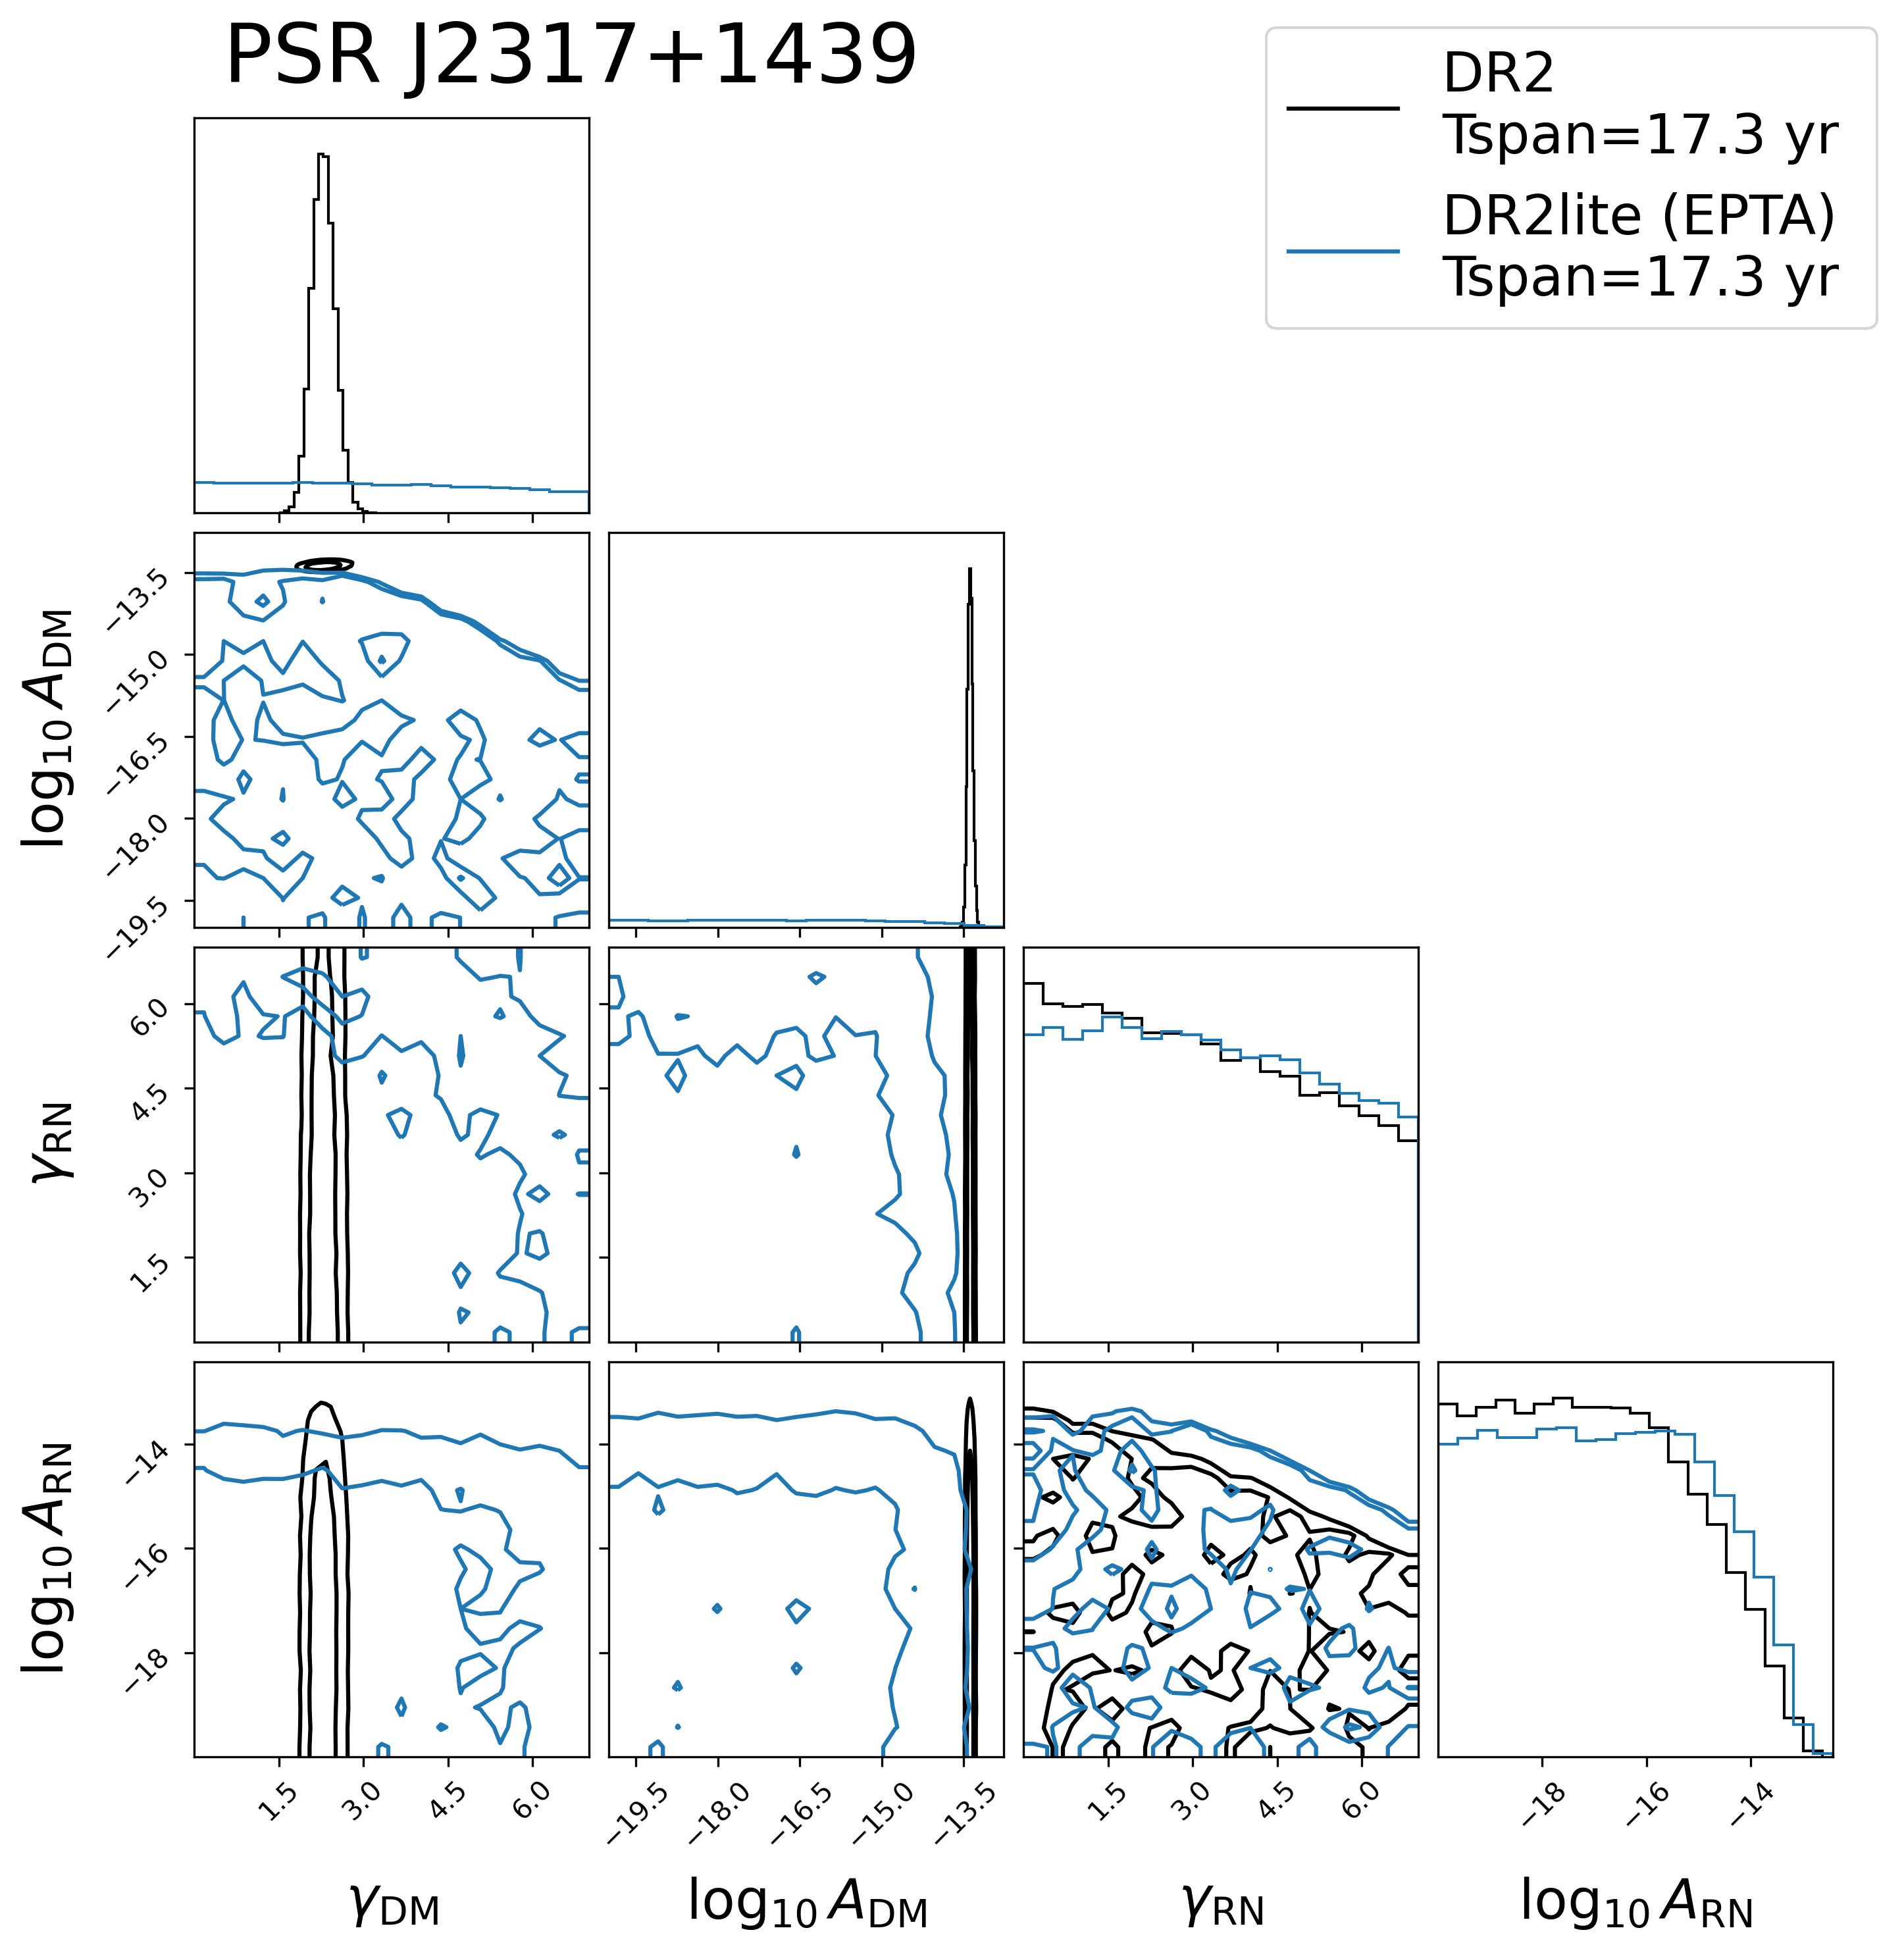 PSR J2317+1439
DR2
Tspan=17.3 yr
DR2lite (EPTA)
Tspan=17.3 yr
log₁₀ A_DM
−13.5
−15.0
−16.5
−18.0
−19.5
γ_RN
6.0
4.5
3.0
1.5
log₁₀ A_RN
−14
−16
−18
1.5 3.0 4.5 6.0 −19.5 −18.0 −16.5 −15.0 −13.5 1.5 3.0 4.5 6.0 −18 −16 −14
γ_DM log₁₀ A_DM γ_RN log₁₀ A_RN